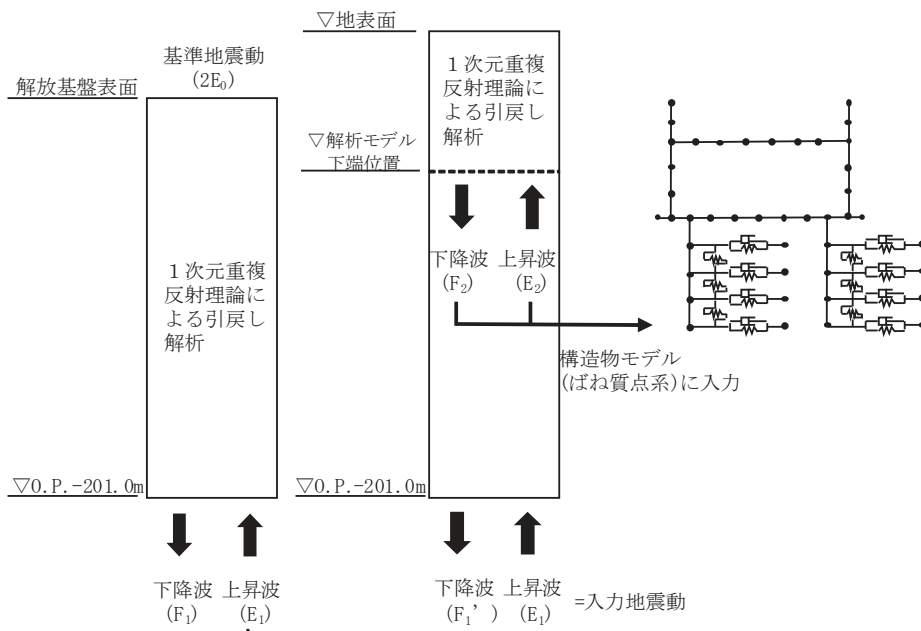 ▽地表面
基準地震動
(2E₀)
解放基盤表面
1次元重複
反射理論に
よる引戻し
解析
▽解析モデル
下端位置
1次元重複
反射理論に
よる引戻し
解析
下降波
(F₂)
上昇波
(E₂)
構造物モデル
(ばね質点系)に入力
▽O.P.-201.0m
▽O.P.-201.0m
下降波
(F₁)
上昇波
(E₁)
下降波
(F₁’)
上昇波
(E₁)
=入力地震動